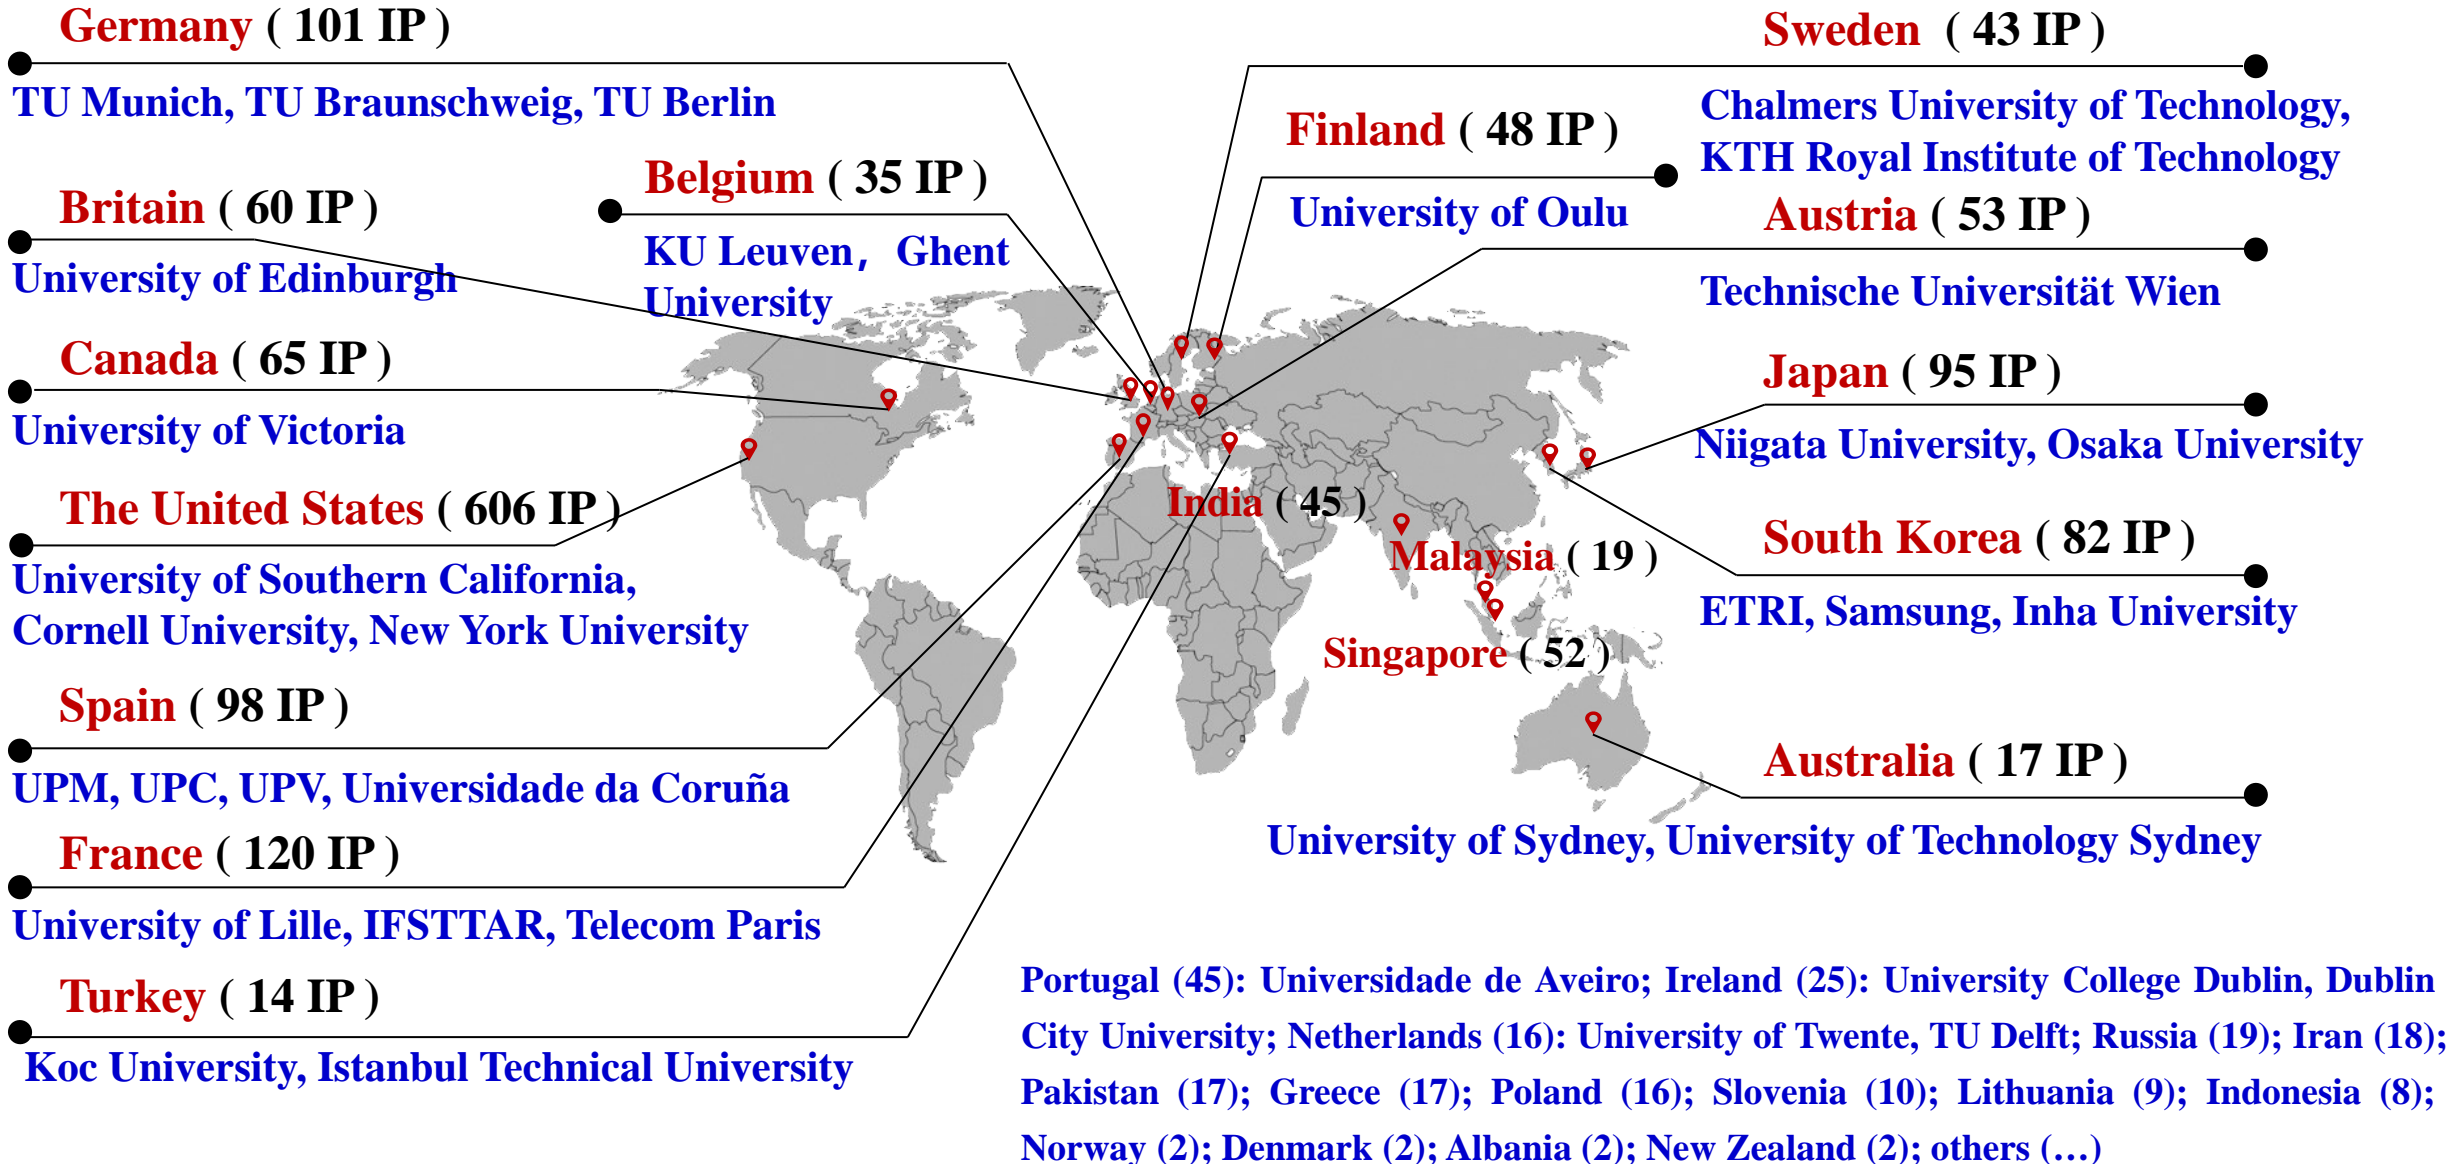 Germany ( 101 IP )
TU Munich, TU Braunschweig, TU Berlin
Britain ( 60 IP )
University of Edinburgh
Belgium ( 35 IP )
KU Leuven， Ghent
University
Canada ( 65 IP )
University of Victoria
The United States ( 606 IP )
University of Southern California,
Cornell University, New York University
Spain ( 98 IP )
UPM, UPC, UPV, Universidade da Coruña
France ( 120 IP )
University of Lille, IFSTTAR, Telecom Paris
Turkey ( 14 IP )
Koc University, Istanbul Technical University
Sweden ( 43 IP )
Chalmers University of Technology,
KTH Royal Institute of Technology
Finland ( 48 IP )
University of Oulu
Austria ( 53 IP )
Technische Universität Wien
Japan ( 95 IP )
Niigata University, Osaka University
India ( 45 )
Malaysia ( 19 )
Singapore ( 52 )
South Korea ( 82 IP )
ETRI, Samsung, Inha University
Australia ( 17 IP )
University of Sydney, University of Technology Sydney
Portugal (45): Universidade de Aveiro; Ireland (25): University College Dublin, Dublin
City University; Netherlands (16): University of Twente, TU Delft; Russia (19); Iran (18);
Pakistan (17); Greece (17); Poland (16); Slovenia (10); Lithuania (9); Indonesia (8);
Norway (2); Denmark (2); Albania (2); New Zealand (2); others (…)